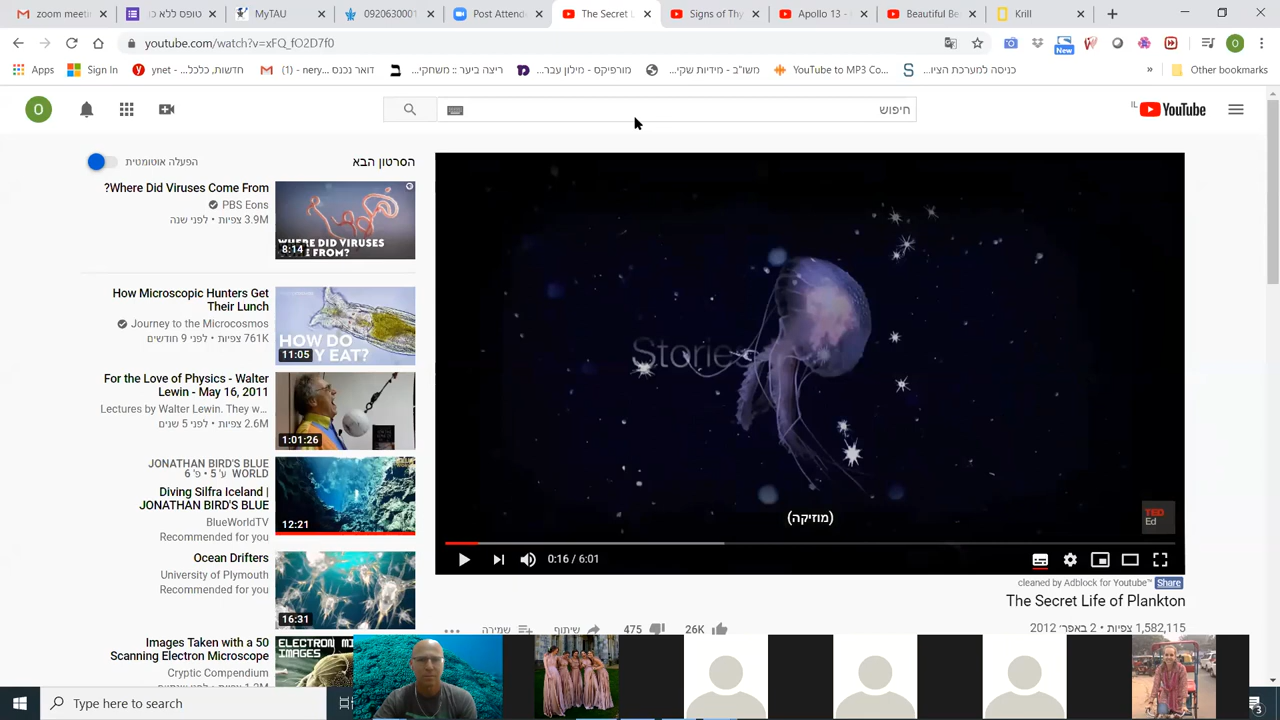 zoom meeti
טופס ללא כו
MyTAU
0920630001
Post Attende
The Secret L
Signs of Thy
Apollo
Beautiful Be
Krill
youtube.com/watch?v=xFQ_fO2D7f0
New
O
Apps
Sign In
ynet - חדשות, כלכל...
דואר נכנס (1) - nery...
ריצה ביער :: משחקי...
מורפיקס - מילון עבר...
משו"ב - מידיות שקי...
YouTube to MP3 Co...
כניסה למערכת הציו...
»
Other bookmarks
O
חיפוש
YouTube IL
הפעלה אוטומטית
הסרטון הבא
Where Did Viruses Come From?
PBS Eons
3.9M צפיות • לפני שנה
WHERE DID VIRUSES
COME FROM?
8:14
How Microscopic Hunters Get
Their Lunch
Journey to the Microcosmos
761K צפיות • לפני 9 חודשים
HOW DO
Y EAT?
11:05
For the Love of Physics - Walter
Lewin - May 16, 2011
Lectures by Walter Lewin. They w...
2.6M צפיות • לפני 5 שנים
1:01:26
JONATHAN BIRD'S BLUE
WORLD ע' 5 • פ' 6
Diving Silfra Iceland |
JONATHAN BIRD'S BLUE
BlueWorldTV
Recommended for you
12:21
Ocean Drifters
University of Plymouth
Recommended for you
16:31
Images Taken with a 50
Scanning Electron Microscope
Cryptic Compendium
ELECTRON MI
IMAGES
Stories
(מוזיקה)
TED
Ed
0:16 / 6:01
cleaned by Adblock for Youtube™ Share
The Secret Life of Plankton
1,582,115 צפיות • 2 באפר׳ 2012
26K
475
שיתוף
שמירה
Type here to search
3